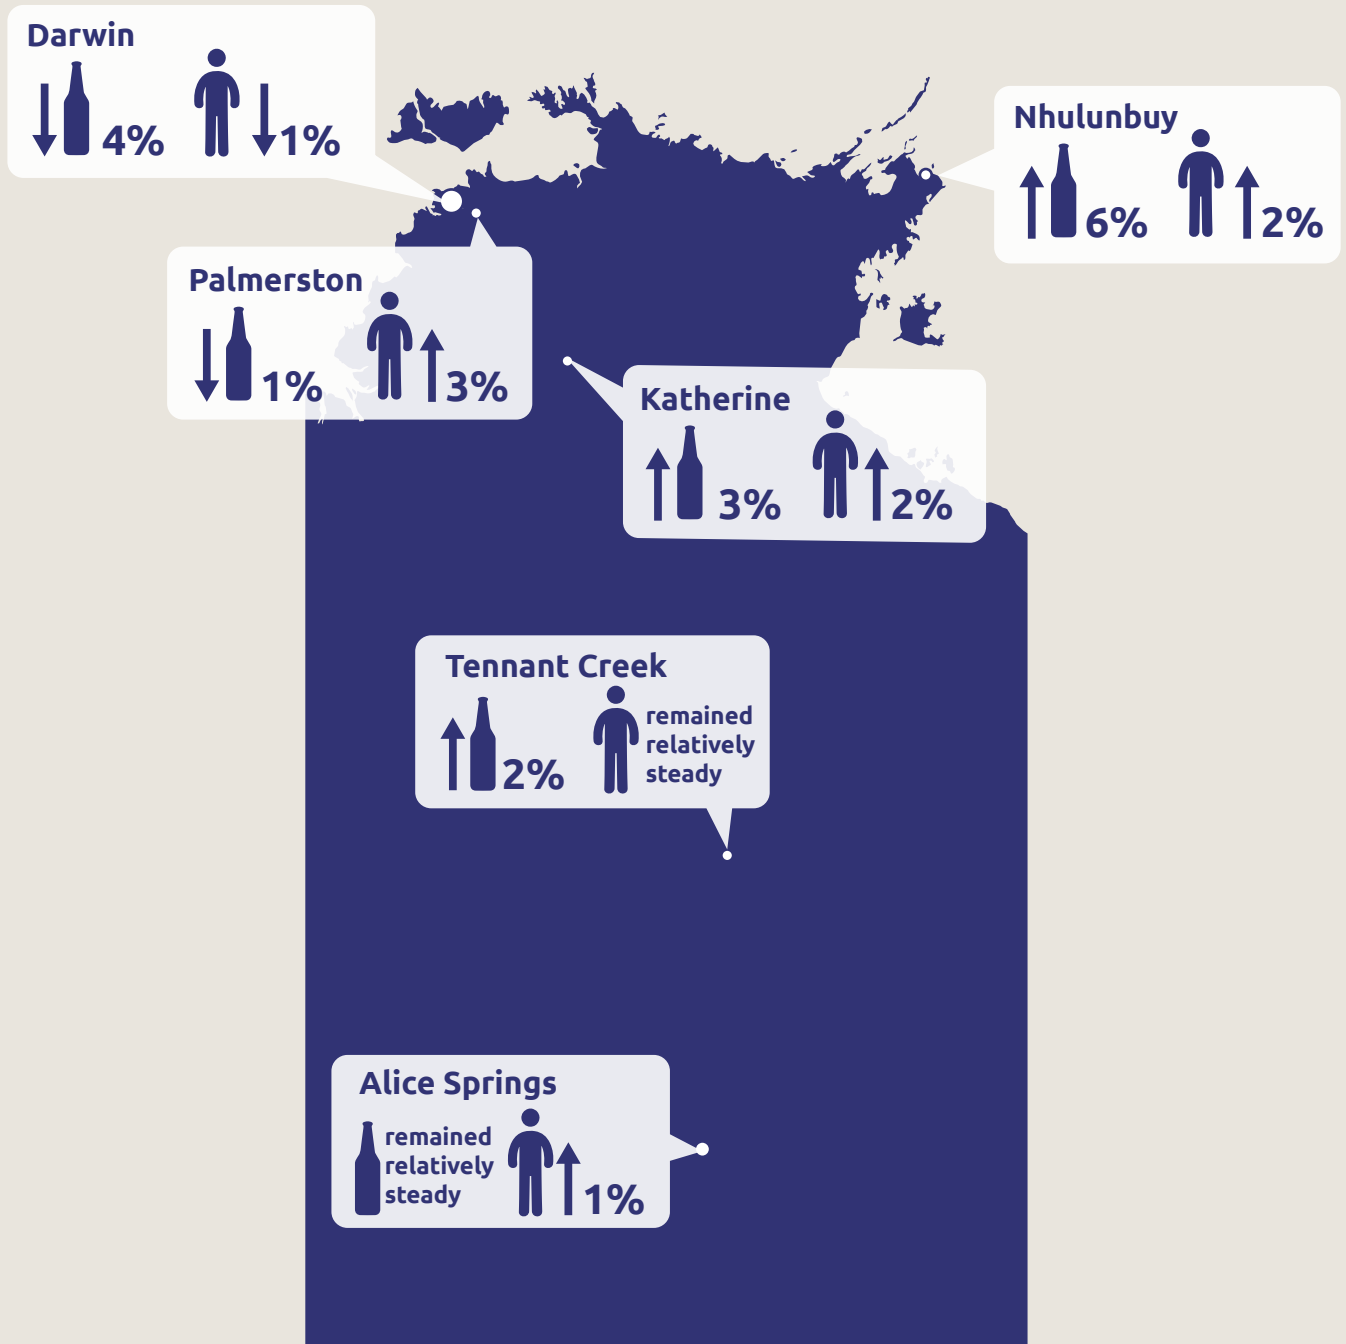 Darwin
4%
1%
Nhulunbuy
6%
2%
Palmerston
1%
3%
Katherine
3%
2%
Tennant Creek
2%
remained
relatively
steady
Alice Springs
remained
relatively
steady
1%